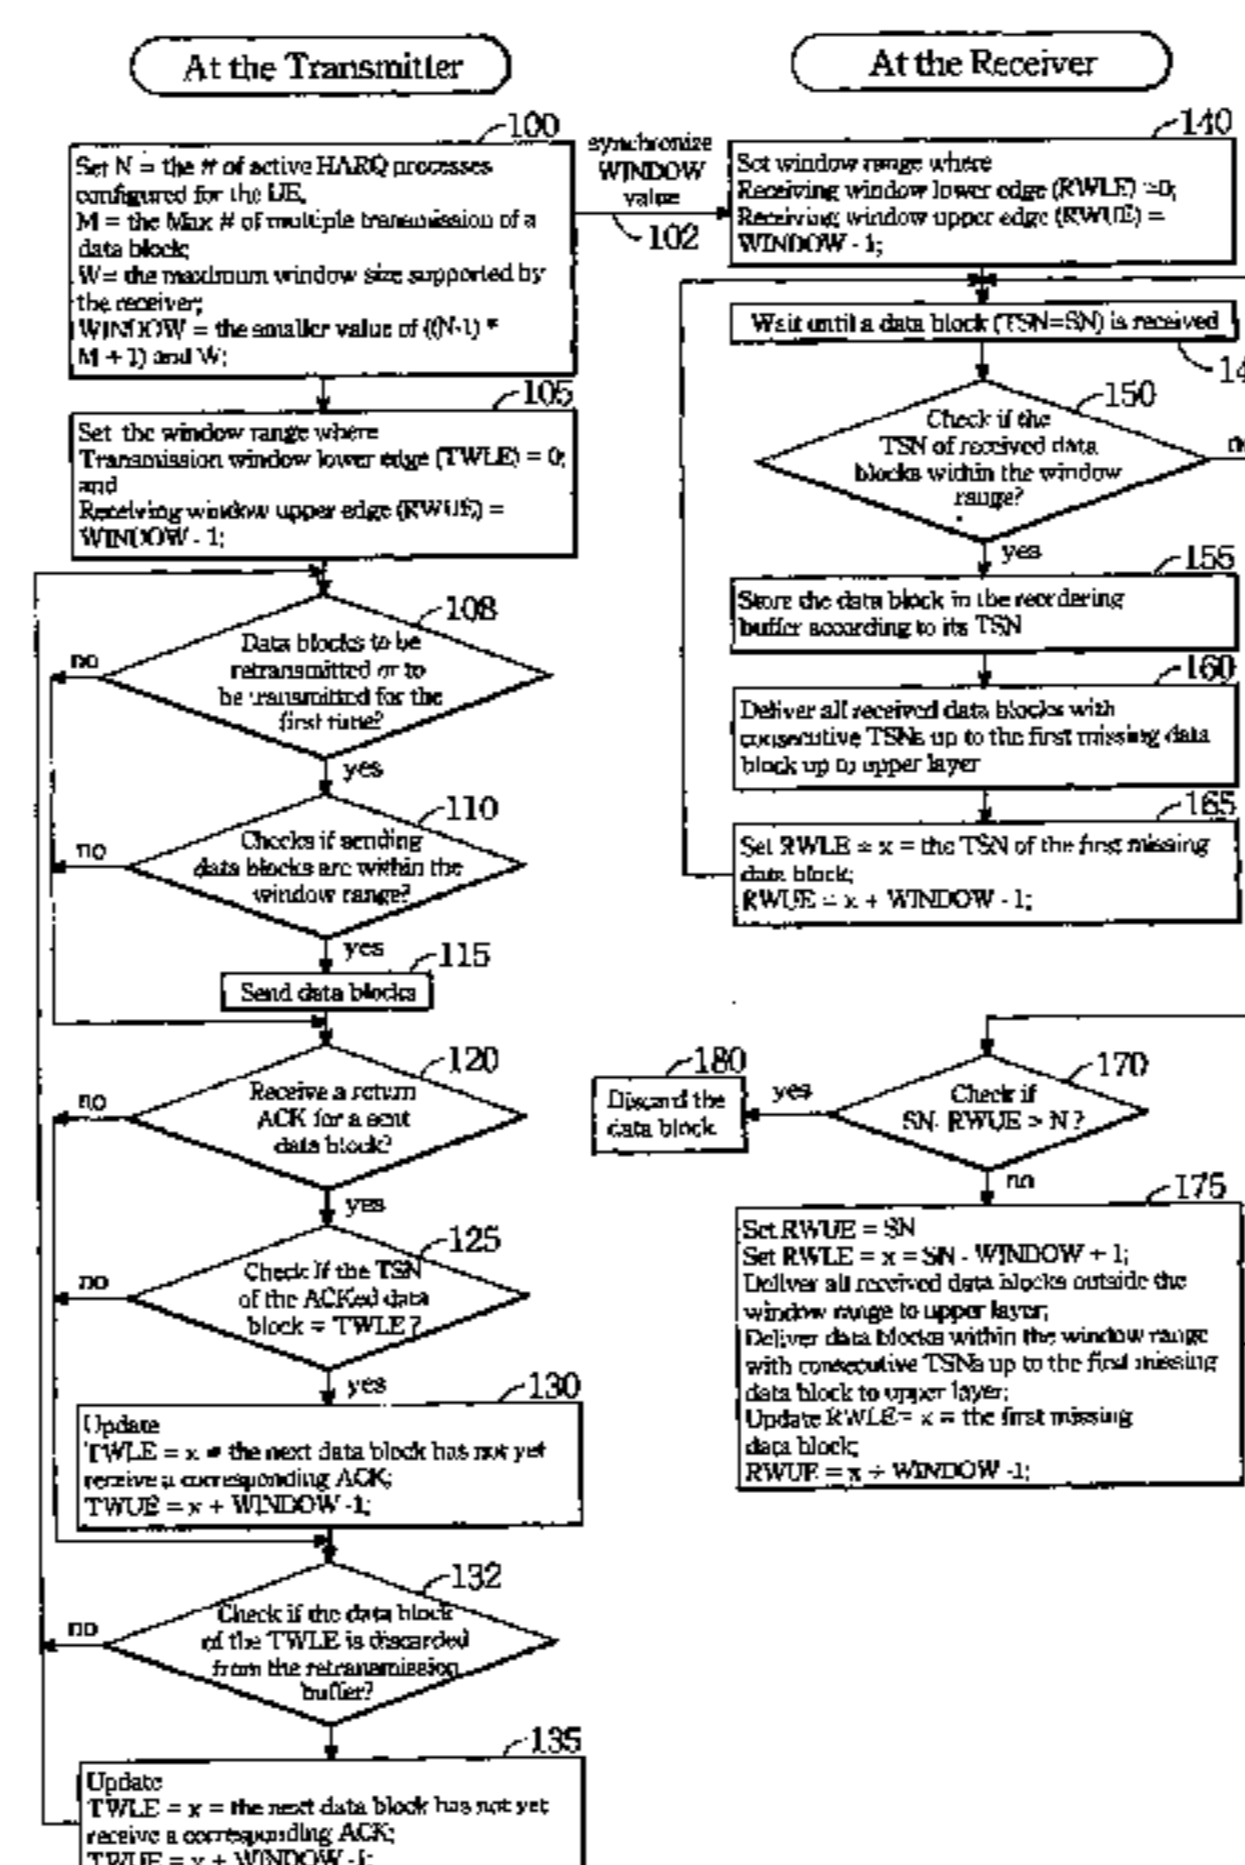 At the Transmitter
100
Set N = the # of active HARQ processes
configured for the UE,
M = the Max # of multiple transmission of a
data block;
W = the maximum window size supported by
the receiver;
WINDOW = the smaller value of ((N-1) *
M + 1) and W;
synchronize
WINDOW
value
102
105
Set the window range where
Transmission window lower edge (TWLE) = 0;
and
Receiving window upper edge (RWUE) =
WINDOW - 1;
108
Data blocks to be
retransmitted or to
be transmitted for the
first time?
no
yes
110
Checks if sending
data blocks are within the
window range?
no
yes
115
Send data blocks
120
Receive a return
ACK for a sent
data block?
no
yes
125
Check if the TSN
of the ACKed data
block = TWLE ?
no
yes
130
Update
TWLE = x = the next data block has not yet
receive a corresponding ACK;
TWUE = x + WINDOW -1;
132
Check if the data block
of the TWLE is discarded
from the retransmission
buffer?
no
135
Update
TWLE = x = the next data block has not yet
receive a corresponding ACK;
TWUE = x + WINDOW -1;
At the Receiver
140
Set window range where
Receiving window lower edge (RWLE) =0;
Receiving window upper edge (RWUE) =
WINDOW - 1;
Wait until a data block (TSN=SN) is received
14
150
Check if the
TSN of received data
blocks within the window
range?
yes
155
Store the data block in the reordering
buffer according to its TSN
160
Deliver all received data blocks with
consecutive TSNs up to the first missing data
block up to upper layer
165
Set RWLE = x = the TSN of the first missing
data block;
RWUE = x + WINDOW -1;
170
Check if
SN- RWUE > N ?
yes
180
Discard the
data block
no
175
Set RWUE = SN
Set RWLE = x = SN - WINDOW + 1;
Deliver all received data blocks outside the
window range to upper layer;
Deliver data blocks within the window range
with consecutive TSNs up to the first missing
data block to upper layer;
Update RWLE= x = the first missing
data block;
RWUE = x + WINDOW -1;